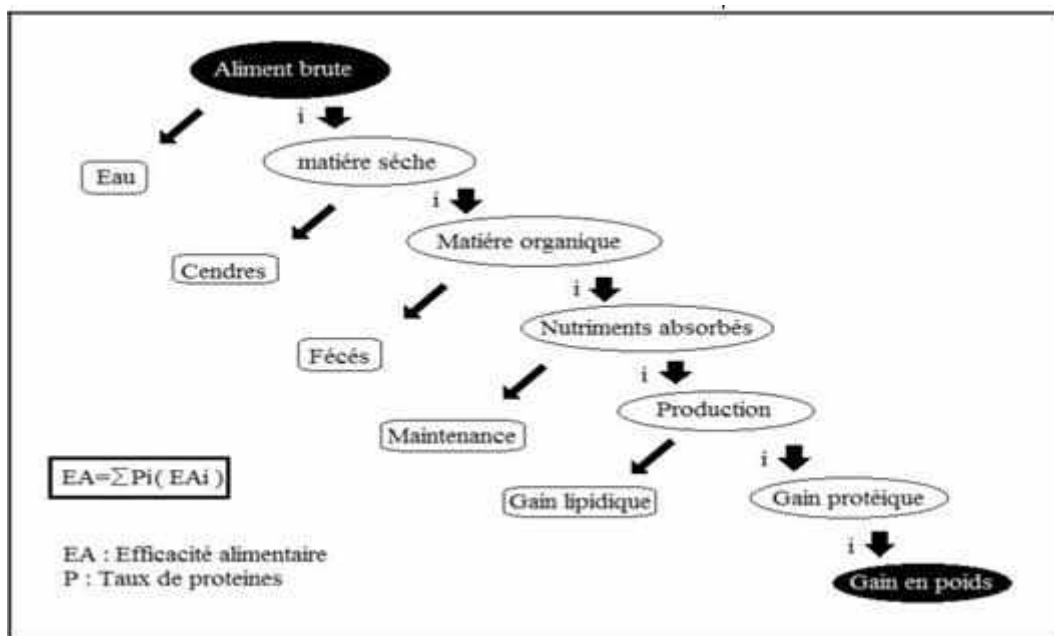 Aliment brute
i
Eau
matiére séche
i
Cendres
Matiére organique
i
Fécés
Nutriments absorbés
i
Maintenance
Production
i
EA=∑Pi( EAi )
Gain lipidique
Gain protéique
i
EA : Efficacité alimentaire
P : Taux de proteines
Gain en poids